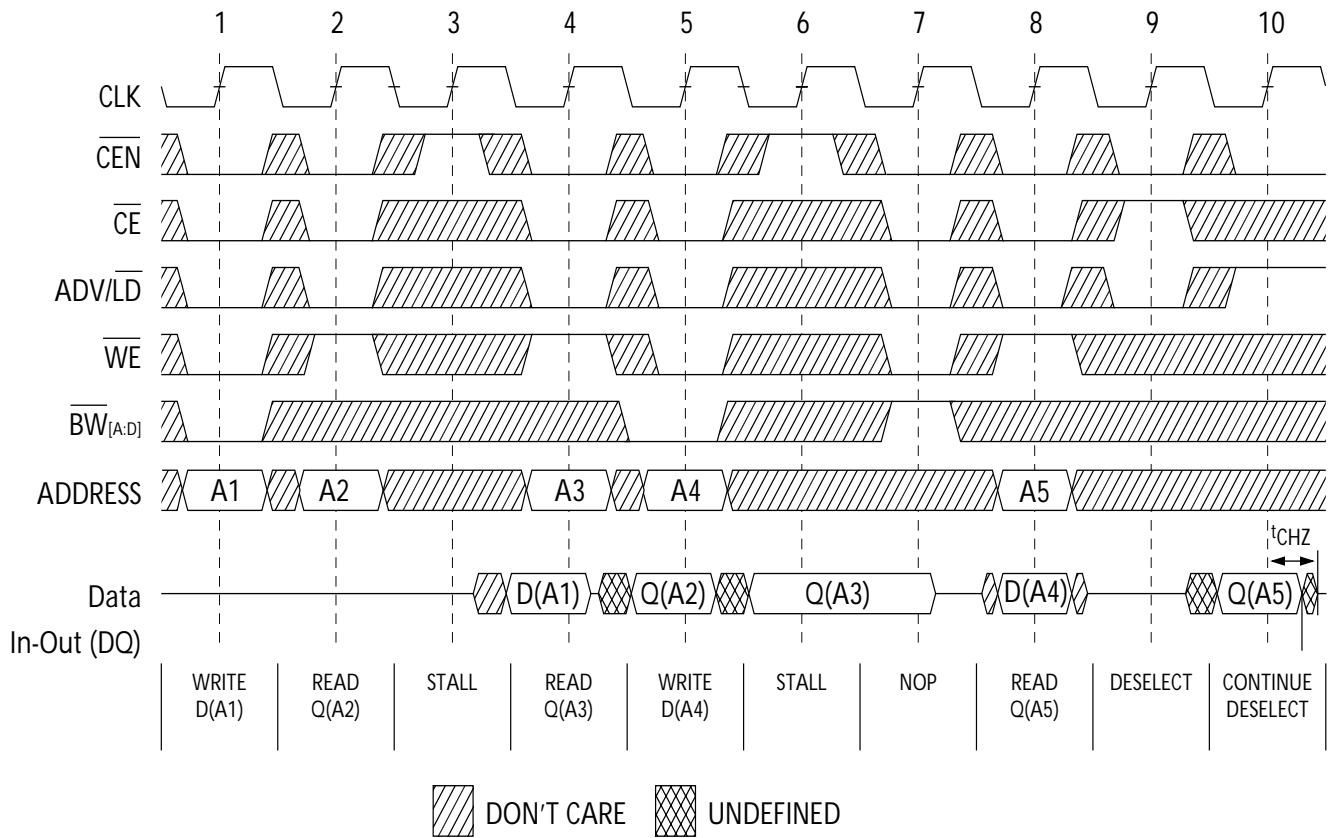 1 2 3 4 5 6 7 8 9 10
CLK
CEN
CE
ADV/LD
WE
BW[A:D]
ADDRESS A1 A2 A3 A4 A5
tCHZ
Data D(A1) Q(A2) Q(A3) D(A4) Q(A5)
In-Out (DQ)
WRITE READ STALL READ WRITE STALL NOP READ DESELECT CONTINUE
D(A1) Q(A2) Q(A3) D(A4) Q(A5) DESELECT
DON'T CARE UNDEFINED